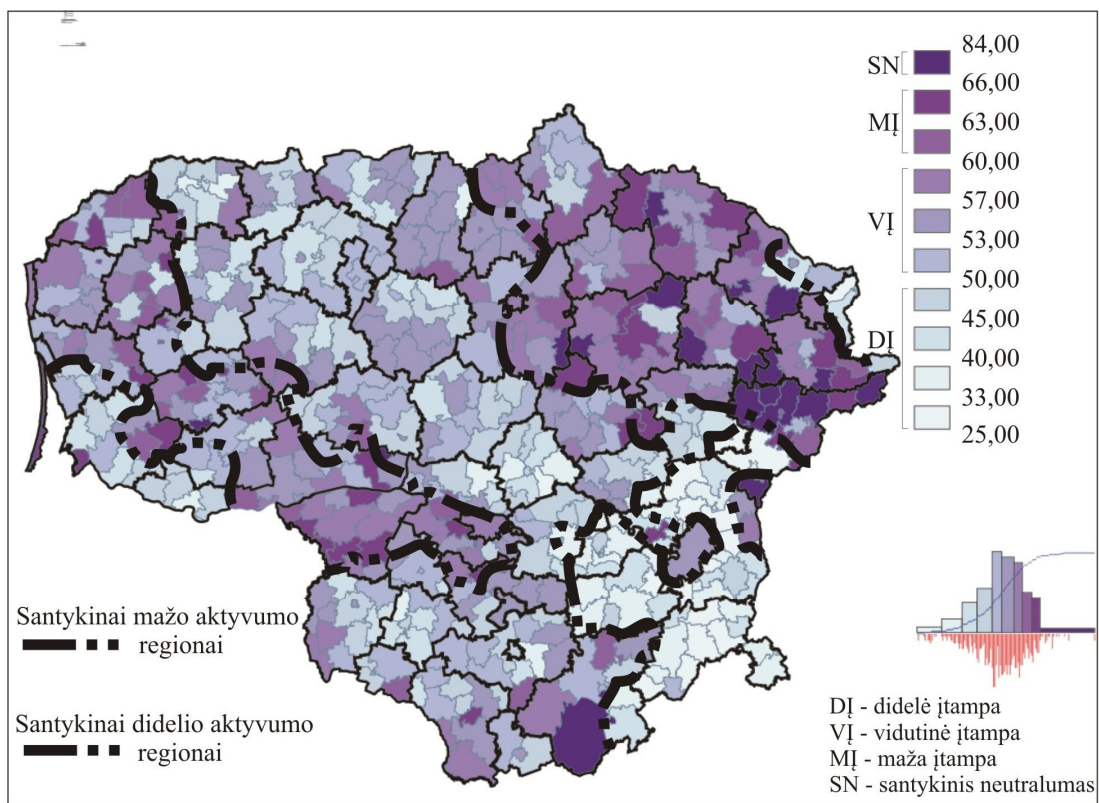 84,00
SN
66,00
MĮ
63,00
60,00
VĮ
57,00
53,00
50,00
DĮ
45,00
40,00
33,00
25,00
Santykinai mažo aktyvumo
regionai
Santykinai didelio aktyvumo
regionai
DĮ - didelė įtampa
VĮ - vidutinė įtampa
MĮ - maža įtampa
SN - santykinis neutralumas